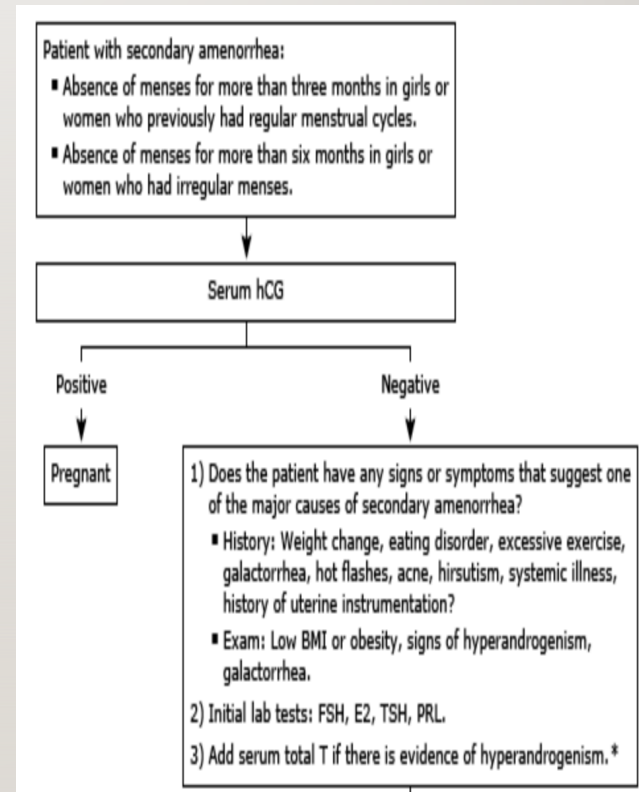 Patient with secondary amenorrhea:
▪ Absence of menses for more than three months in girls or
women who previously had regular menstrual cycles.
▪ Absence of menses for more than six months in girls or
women who had irregular menses.
Serum hCG
Positive
Negative
Pregnant
1) Does the patient have any signs or symptoms that suggest one
of the major causes of secondary amenorrhea?
▪ History: Weight change, eating disorder, excessive exercise,
galactorrhea, hot flashes, acne, hirsutism, systemic illness,
history of uterine instrumentation?
▪ Exam: Low BMI or obesity, signs of hyperandrogenism,
galactorrhea.
2) Initial lab tests: FSH, E2, TSH, PRL.
3) Add serum total T if there is evidence of hyperandrogenism.*